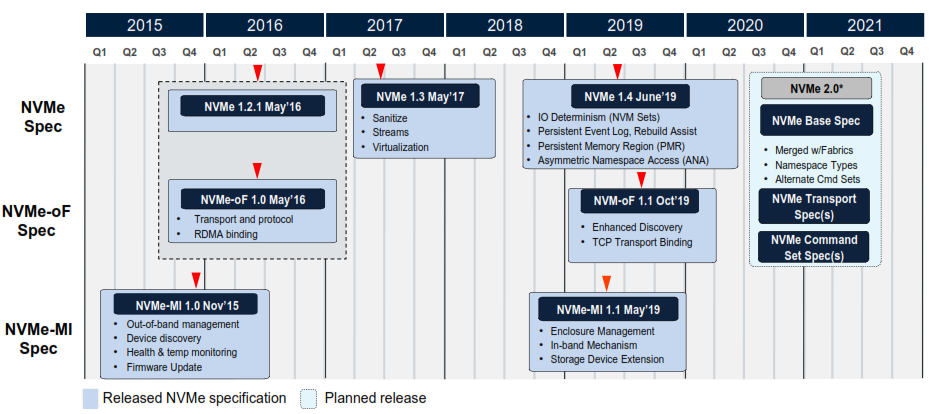 2015 2016 2017 2018 2019 2020 2021
Q1 Q2 Q3 Q4 Q1 Q2 Q3 Q4 Q1 Q2 Q3 Q4 Q1 Q2 Q3 Q4 Q1 Q2 Q3 Q4 Q1 Q2 Q3 Q4 Q1 Q2 Q3 Q4
NVMe
Spec
NVMe 1.2.1 May'16
NVMe 1.3 May'17
• Sanitize
• Streams
• Virtualization
NVMe 1.4 June'19
• IO Determinism (NVM Sets)
• Persistent Event Log, Rebuild Assist
• Persistent Memory Region (PMR)
• Asymmetric Namespace Access (ANA)
NVMe 2.0*
NVMe Base Spec
• Merged w/Fabrics
• Namespace Types
• Alternate Cmd Sets
NVMe Transport
Spec(s)
NVMe Command
Set Spec(s)
NVMe-oF
Spec
NVMe-oF 1.0 May'16
• Transport and protocol
• RDMA binding
NVM-oF 1.1 Oct'19
• Enhanced Discovery
• TCP Transport Binding
NVMe-MI
Spec
NVMe-MI 1.0 Nov'15
• Out-of-band management
• Device discovery
• Health & temp monitoring
• Firmware Update
NVMe-MI 1.1 May'19
• Enclosure Management
• In-band Mechanism
• Storage Device Extension
Released NVMe specification
Planned release